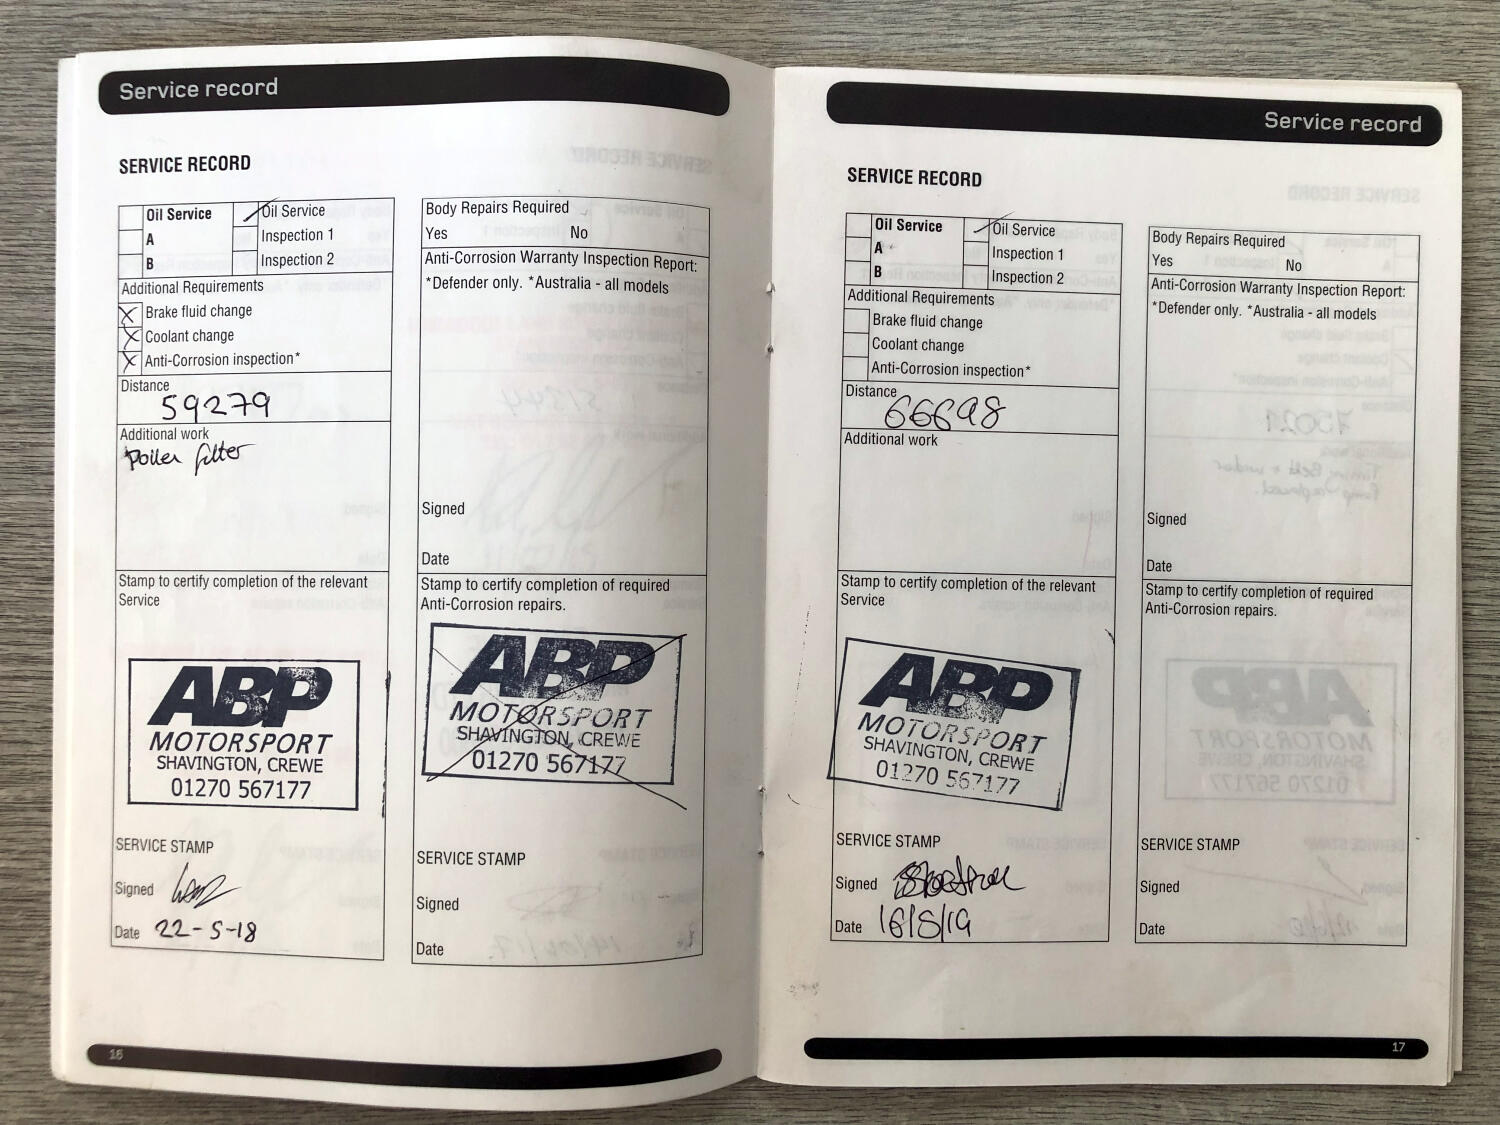 Service record
SERVICE RECORD
Oil Service
A
B
Oil Service
Inspection 1
Inspection 2
Additional Requirements
Brake fluid change
Coolant change
Anti-Corrosion inspection*
Distance
59279
Additional work
Pollen filter
Stamp to certify completion of the relevant
Service
ABP
MOTORSPORT
SHAVINGTON, CREWE
01270 567177
SERVICE STAMP
Signed
Date 22-5-18
Body Repairs Required
Yes No
Anti-Corrosion Warranty Inspection Report:
*Defender only. *Australia - all models
Signed
Date
Stamp to certify completion of required
Anti-Corrosion repairs.
ABP
MOTORSPORT
SHAVINGTON, CREWE
01270 567177
SERVICE STAMP
Signed
Date
16
Service record
SERVICE RECORD
Oil Service
A
B
Oil Service
Inspection 1
Inspection 2
Additional Requirements
Brake fluid change
Coolant change
Anti-Corrosion inspection*
Distance
66698
Additional work
Stamp to certify completion of the relevant
Service
ABP
MOTORSPORT
SHAVINGTON, CREWE
01270 567177
SERVICE STAMP
Signed
Date 16/5/19
Body Repairs Required
Yes No
Anti-Corrosion Warranty Inspection Report:
*Defender only. *Australia - all models
Signed
Date
Stamp to certify completion of required
Anti-Corrosion repairs.
SERVICE STAMP
Signed
Date
17